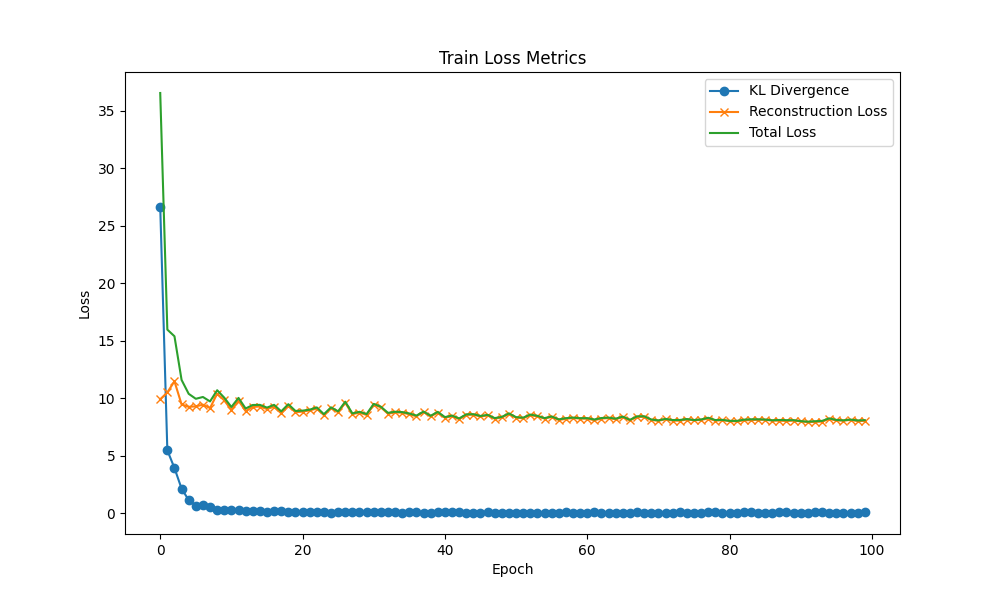 Train Loss Metrics
KL Divergence
Reconstruction Loss
Total Loss
35
30
25
20
15
10
5
0
Loss
0 20 40 60 80 100
Epoch